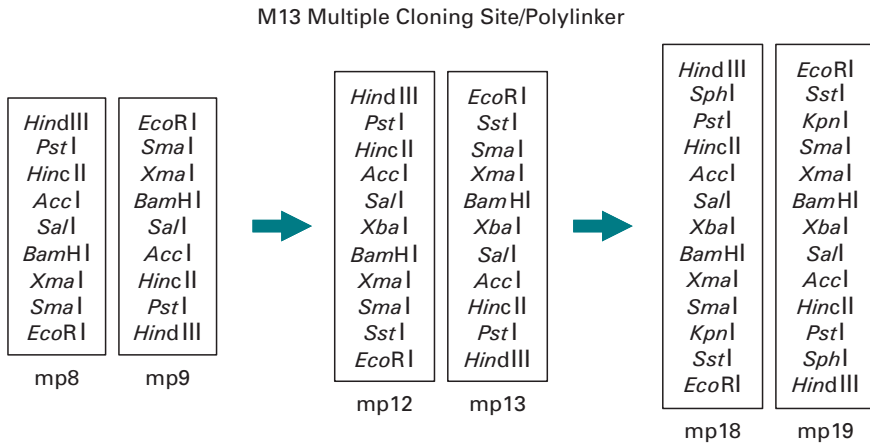 M13 Multiple Cloning Site/Polylinker
HindIII
PstI
HincII
AccI
SalI
BamHI
XmaI
SmaI
EcoRI
mp8
EcoRI
SmaI
XmaI
BamHI
SalI
AccI
HincII
PstI
HindIII
mp9
HindIII
PstI
HincII
AccI
SalI
XbaI
BamHI
XmaI
SmaI
SstI
EcoRI
mp12
EcoRI
SstI
SmaI
XmaI
BamHI
XbaI
SalI
AccI
HincII
PstI
HindIII
mp13
HindIII
SphI
PstI
HincII
AccI
SalI
XbaI
BamHI
XmaI
SmaI
KpnI
SstI
EcoRI
mp18
EcoRI
SstI
KpnI
SmaI
XmaI
BamHI
XbaI
SalI
AccI
HincII
PstI
SphI
HindIII
mp19